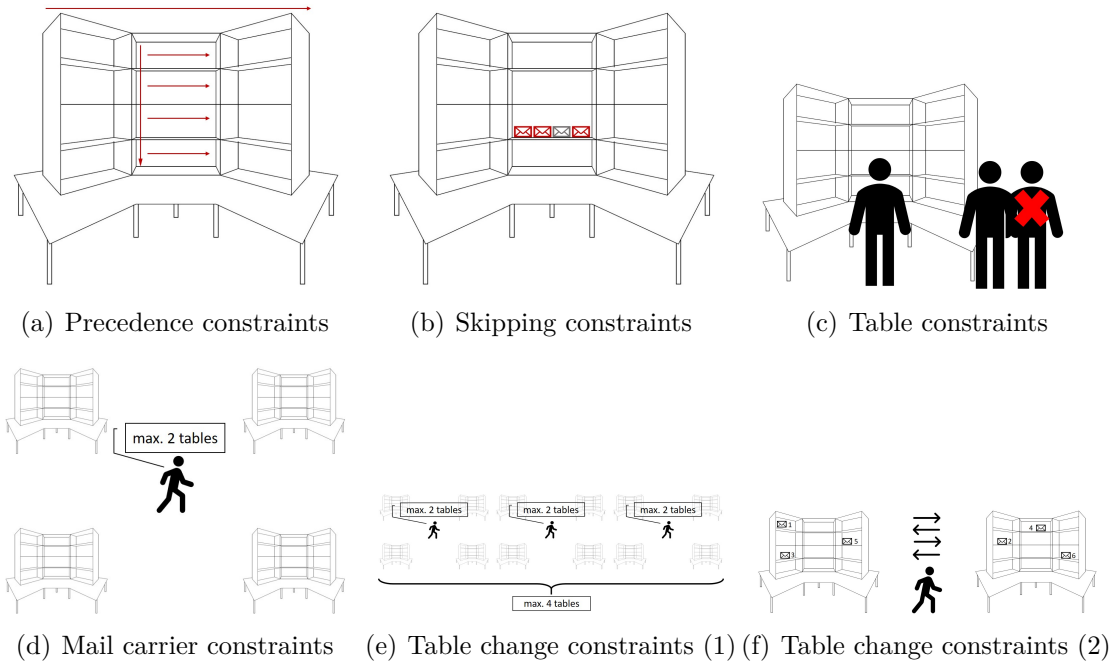 (a) Precedence constraints
(b) Skipping constraints
(c) Table constraints
max. 2 tables
(d) Mail carrier constraints
max. 2 tables
max. 2 tables
max. 2 tables
max. 4 tables
(e) Table change constraints (1)
1
2
3
4
5
6
(f) Table change constraints (2)